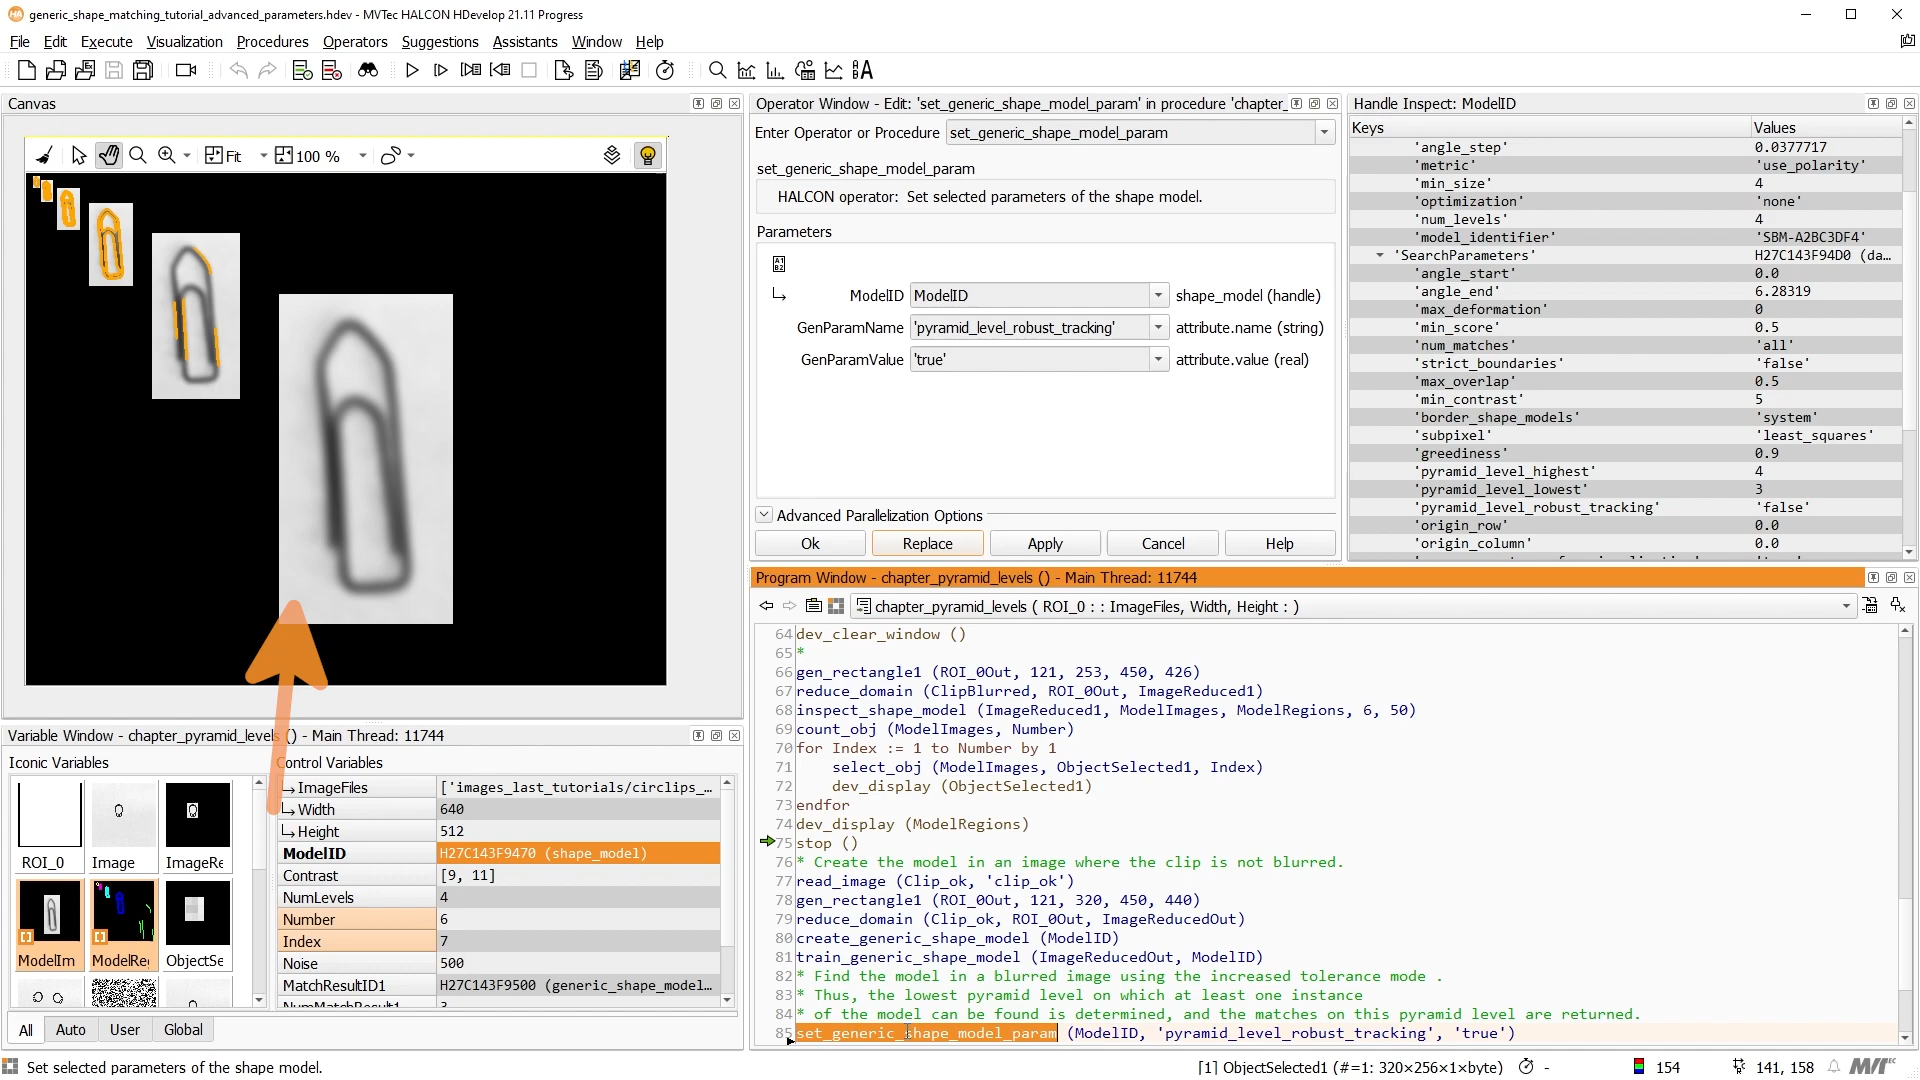 generic_shape_matching_tutorial_advanced_parameters.hdev - MVTec HALCON HDevelop 21.11 Progress
File Edit Execute Visualization Procedures Operators Suggestions Assistants Window Help
Canvas
Fit 100 %
Operator Window - Edit: 'set_generic_shape_model_param' in procedure 'chapter_
Enter Operator or Procedure set_generic_shape_model_param
set_generic_shape_model_param
HALCON operator: Set selected parameters of the shape model.
Parameters
ModelID ModelID shape_model (handle)
GenParamName 'pyramid_level_robust_tracking' attribute.name (string)
GenParamValue 'true' attribute.value (real)
Advanced Parallelization Options
Ok Replace Apply Cancel Help
Handle Inspect: ModelID
Keys Values
'angle_step' 0.0377717
'metric' 'use_polarity'
'min_size' 4
'optimization' 'none'
'num_levels' 4
'model_identifier' 'SBM-A2BC3DF4'
'SearchParameters' H27C143F94D0 (da...
'angle_start' 0.0
'angle_end' 6.28319
'max_deformation' 0
'min_score' 0.5
'num_matches' 'all'
'strict_boundaries' 'false'
'max_overlap' 0.5
'min_contrast' 5
'border_shape_models' 'system'
'subpixel' 'least_squares'
'greediness' 0.9
'pyramid_level_highest' 4
'pyramid_level_lowest' 3
'pyramid_level_robust_tracking' 'false'
'origin_row' 0.0
'origin_column' 0.0
Program Window - chapter_pyramid_levels () - Main Thread: 11744
chapter_pyramid_levels ( ROI_0 : : ImageFiles, Width, Height : )
64 dev_clear_window ()
65 *
66 gen_rectangle1 (ROI_0Out, 121, 253, 450, 426)
67 reduce_domain (ClipBlurred, ROI_0Out, ImageReduced1)
68 inspect_shape_model (ImageReduced1, ModelImages, ModelRegions, 6, 50)
69 count_obj (ModelImages, Number)
70 for Index := 1 to Number by 1
71 select_obj (ModelImages, ObjectSelected1, Index)
72 dev_display (ObjectSelected1)
73 endfor
74 dev_display (ModelRegions)
75 stop ()
76 * Create the model in an image where the clip is not blurred.
77 read_image (Clip_ok, 'clip_ok')
78 gen_rectangle1 (ROI_0Out, 121, 320, 450, 440)
79 reduce_domain (Clip_ok, ROI_0Out, ImageReducedOut)
80 create_generic_shape_model (ModelID)
81 train_generic_shape_model (ImageReducedOut, ModelID)
82 * Find the model in a blurred image using the increased tolerance mode .
83 * Thus, the lowest pyramid level on which at least one instance
84 * of the model can be found is determined, and the matches on this pyramid level are returned.
85 set_generic_shape_model_param (ModelID, 'pyramid_level_robust_tracking', 'true')
Variable Window - chapter_pyramid_levels () - Main Thread: 11744
Iconic Variables
ROI_0 Image ImageRe
ModelIm ModelRe ObjectSe
Control Variables
ImageFiles ['images_last_tutorials/circlips_...
Width 640
Height 512
ModelID H27C143F9470 (shape_model)
Contrast [9, 11]
NumLevels 4
Number 6
Index 7
Noise 500
MatchResultID1 H27C143F9500 (generic_shape_model...
NumMatchResult1 3
All Auto User Global
Set selected parameters of the shape model.
[1] ObjectSelected1 (#=1: 320×256×1×byte) - 154 141, 158